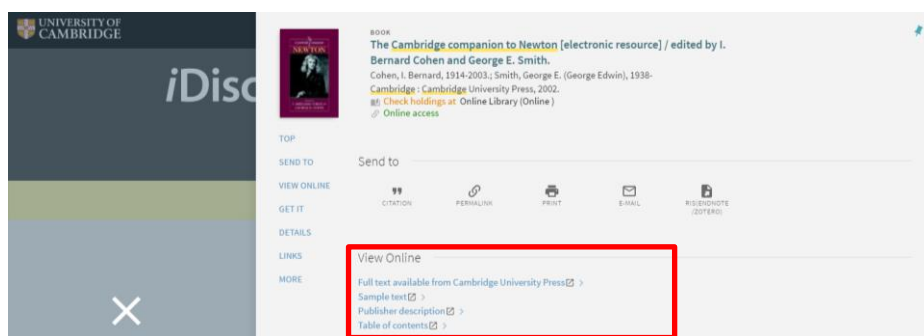 UNIVERSITY OF
CAMBRIDGE
iDisc
NEWTON
BOOK
The Cambridge companion to Newton [electronic resource] / edited by I.
Bernard Cohen and George E. Smith.
Cohen, I. Bernard, 1914-2003.; Smith, George E. (George Edwin), 1938-
Cambridge : Cambridge University Press, 2002.
Check holdings at Online Library (Online )
Online access
TOP
SEND TO
VIEW ONLINE
GET IT
DETAILS
LINKS
MORE
Send to
CITATION
PERMALINK
PRINT
E-MAIL
RIS(ENDNOTE
(ZOTERO)
View Online
Full text available from Cambridge University Press
Sample text
Publisher description
Table of contents